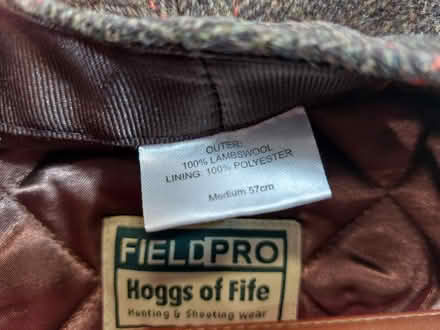 OUTER:
100% LAMBSWOOL
LINING: 100% POLYESTER
Medium 57cm
FIELDPRO
Hoggs of Fife
Hunting & Shooting Wear